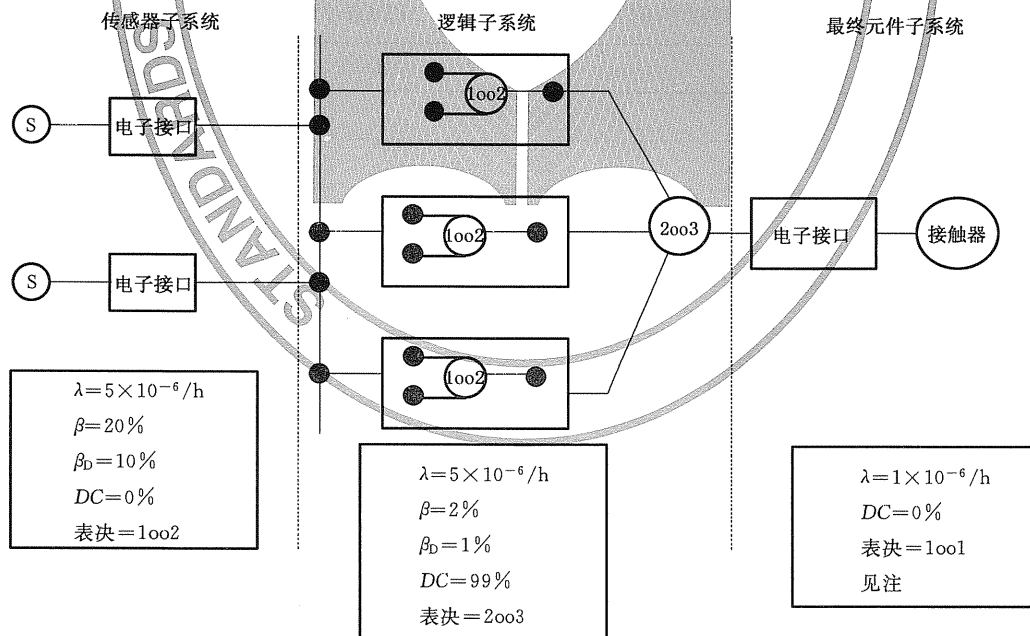 传感器子系统
逻辑子系统
最终元件子系统
S
电子接口
S
电子接口
1oo2
1oo2
1oo2
2oo3
电子接口
接触器
STANDARDS
λ=5×10⁻⁶/h
β=20%
β_D=10%
DC=0%
表决=1oo2
λ=5×10⁻⁶/h
β=2%
β_D=1%
DC=99%
表决=2oo3
λ=1×10⁻⁶/h
DC=0%
表决=1oo1
见注